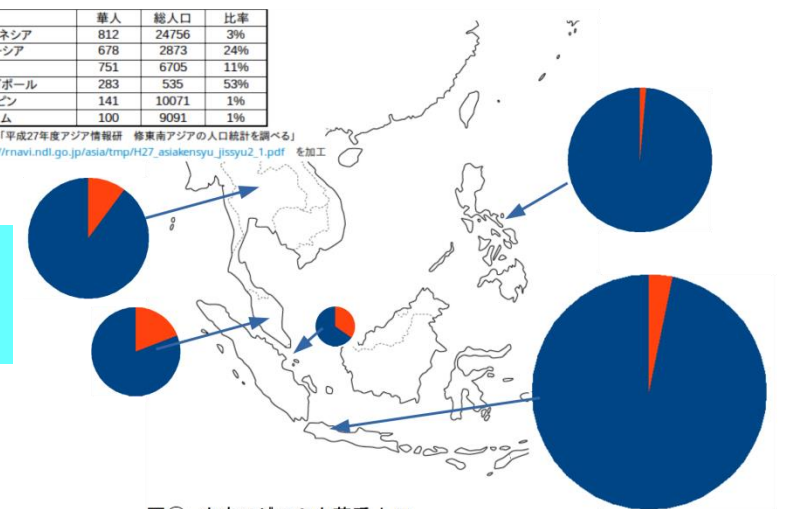 華人 総人口 比率
ネシア 812 24756 3%
シア 678 2873 24%
751 6705 11%
ポール 283 535 53%
ピン 141 10071 1%
ム 100 9091 1%
「平成27年度アジア情報研　修東南アジアの人口統計を調べる」
//rnavi.ndl.go.jp/asia/tmp/H27_asiakensyu_jissyu2_1.pdf を加工